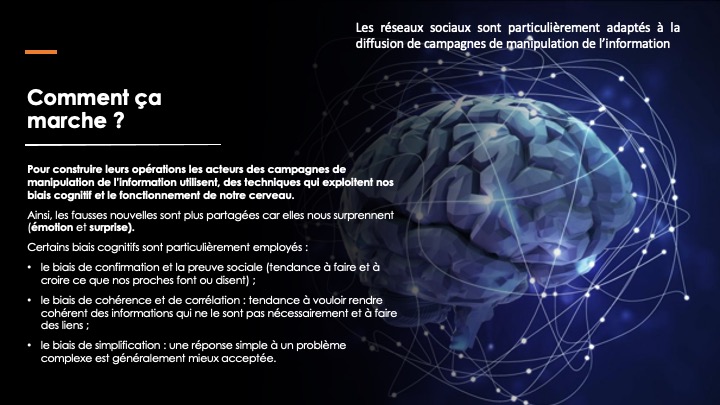 Les réseaux sociaux sont particulièrement adaptés à la
diffusion de campagnes de manipulation de l'information
Comment ça
marche ?
Pour construire leurs opérations les acteurs des campagnes de
manipulation de l'information utilisent, des techniques qui exploitent nos
biais cognitif et le fonctionnement de notre cerveau.
Ainsi, les fausses nouvelles sont plus partagées car elles nous surprennent
(émotion et surprise).
Certains biais cognitifs sont particulièrement employés :
• le biais de confirmation et la preuve sociale (tendance à faire et à
croire ce que nos proches font ou disent) ;
• le biais de cohérence et de corrélation : tendance à vouloir rendre
cohérent des informations qui ne le sont pas nécessairement et à faire
des liens ;
• le biais de simplification : une réponse simple à un problème
complexe est généralement mieux acceptée.